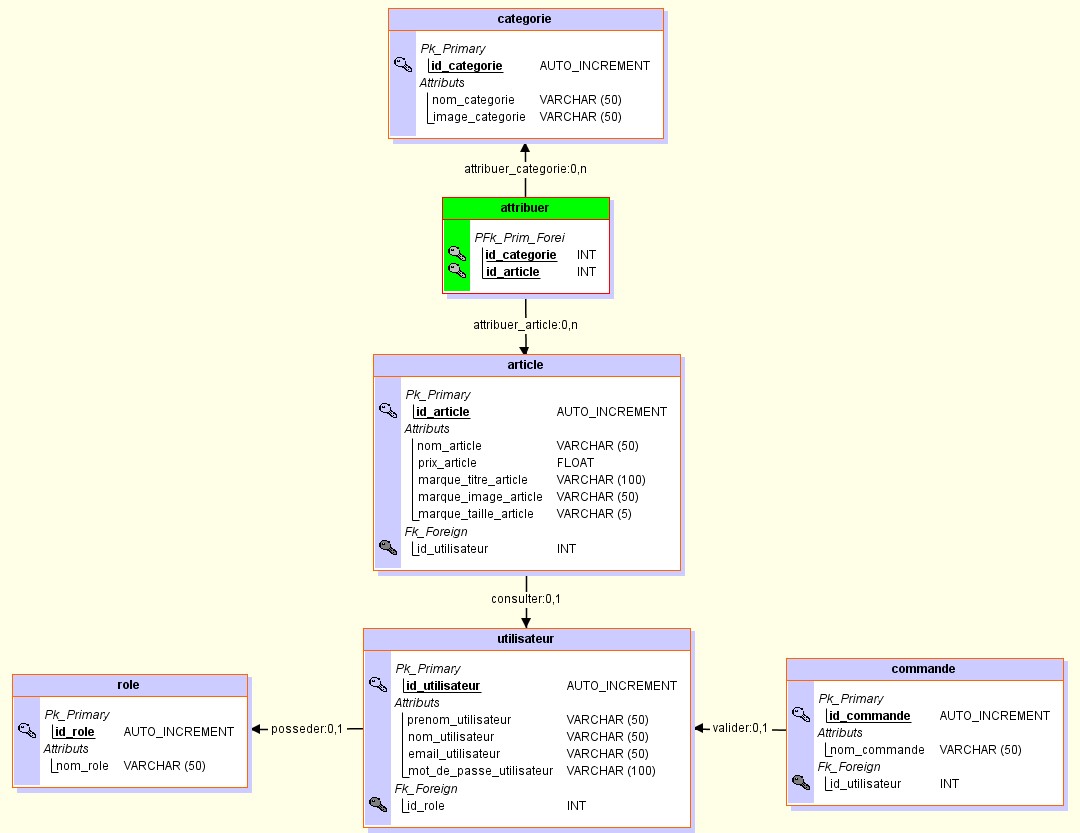 categorie
Pk_Primary
id_categorie AUTO_INCREMENT
Attributs
nom_categorie VARCHAR (50)
image_categorie VARCHAR (50)
attribuer_categorie:0,n
attribuer
PFk_Prim_Forei
id_categorie INT
id_article INT
attribuer_article:0,n
article
Pk_Primary
id_article AUTO_INCREMENT
Attributs
nom_article VARCHAR (50)
prix_article FLOAT
marque_titre_article VARCHAR (100)
marque_image_article VARCHAR (50)
marque_taille_article VARCHAR (5)
Fk_Foreign
id_utilisateur INT
consulter:0,1
role
Pk_Primary
id_role AUTO_INCREMENT
Attributs
nom_role VARCHAR (50)
posseder:0,1
utilisateur
Pk_Primary
id_utilisateur AUTO_INCREMENT
Attributs
prenom_utilisateur VARCHAR (50)
nom_utilisateur VARCHAR (50)
email_utilisateur VARCHAR (50)
mot_de_passe_utilisateur VARCHAR (100)
Fk_Foreign
id_role INT
valider:0,1
commande
Pk_Primary
id_commande AUTO_INCREMENT
Attributs
nom_commande VARCHAR (50)
Fk_Foreign
id_utilisateur INT